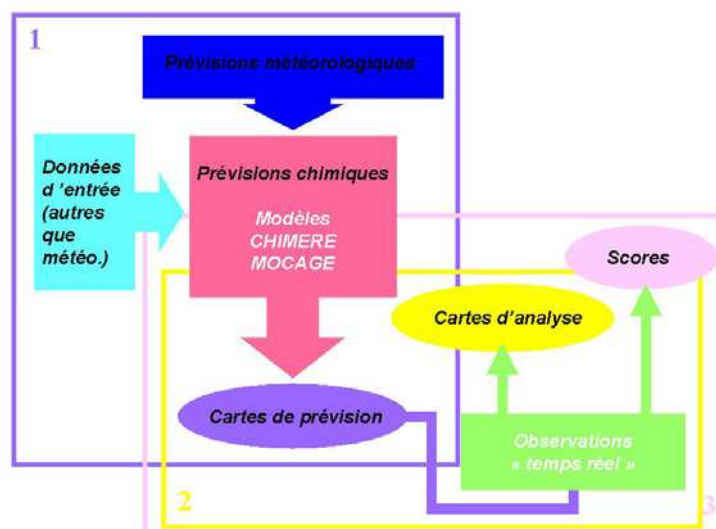 1
Prévisions météorologiques
Données
d 'entrée
(autres
que
météo.)
Prévisions chimiques
Modèles
CHIMERE
MOCAGE
Scores
Cartes d'analyse
Cartes de prévision
Observations
« temps réel »
2
3